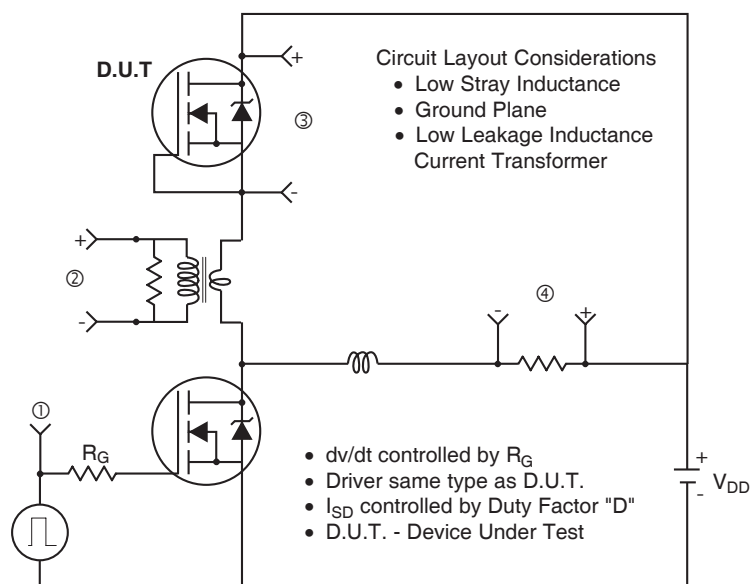 D.U.T
+
Circuit Layout Considerations
• Low Stray Inductance
• Ground Plane
• Low Leakage Inductance
Current Transformer
③
-
+
②
-
④
-
+
①
R_G
• dv/dt controlled by R_G
• Driver same type as D.U.T.
• I_SD controlled by Duty Factor "D"
• D.U.T. - Device Under Test
+
V_DD
-